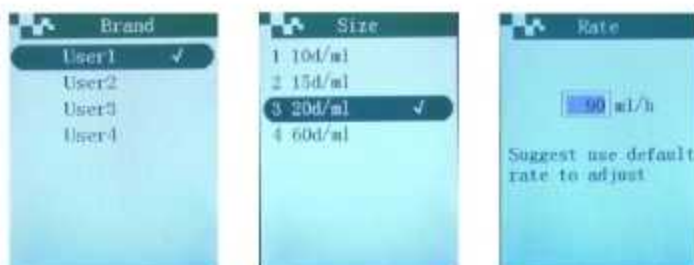 Brand
User1 ✓
User2
User3
User4
Size
1 10d/ml
2 15d/ml
3 20d/ml ✓
4 60d/ml
Rate
90 ml/h
Suggest use default
rate to adjust